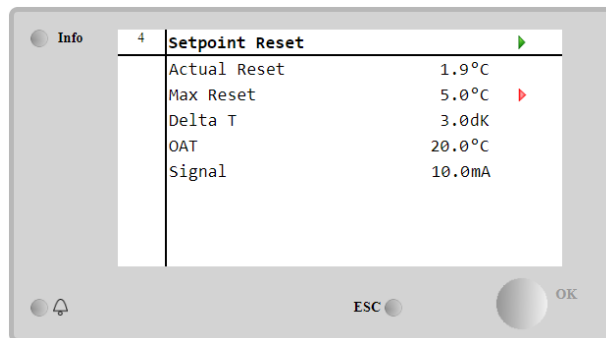 Info
4 Setpoint Reset
Actual Reset 1.9°C
Max Reset 5.0°C
Delta T 3.0dK
OAT 20.0°C
Signal 10.0mA
ESC
OK